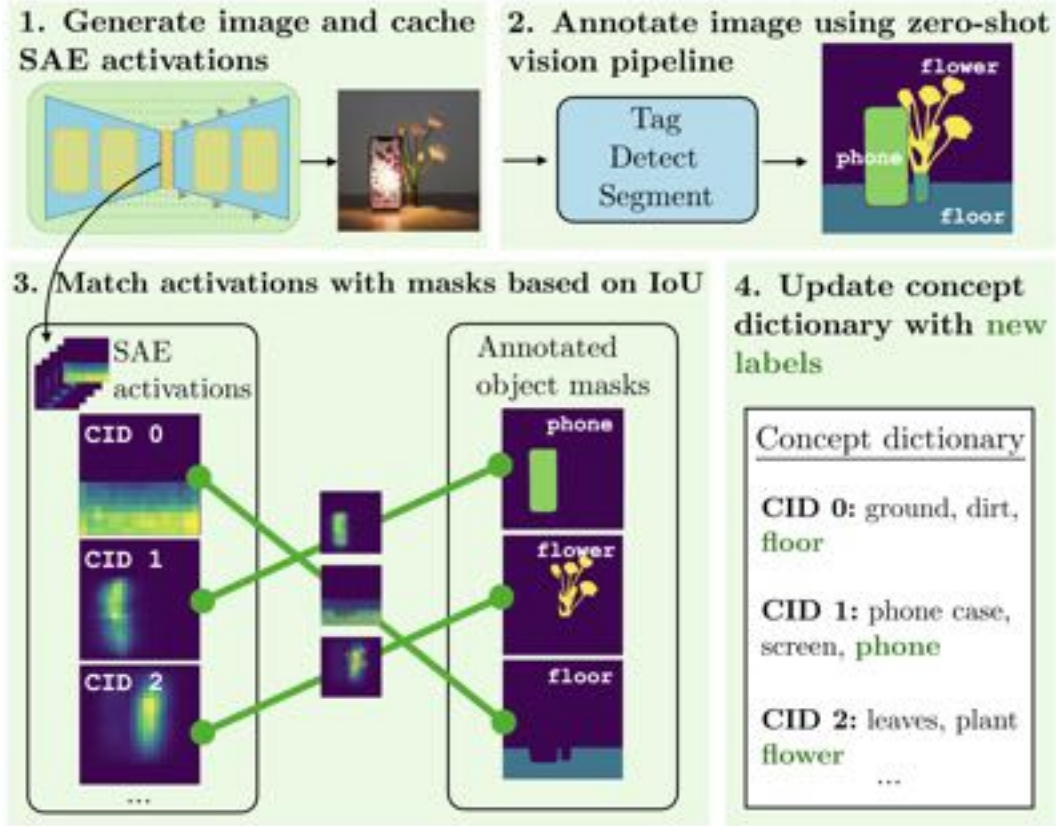 1. Generate image and cache
SAE activations
2. Annotate image using zero-shot
vision pipeline
Tag
Detect
Segment
flower
phone
floor
3. Match activations with masks based on IoU
SAE
activations
CID 0
CID 1
CID 2
...
Annotated
object masks
phone
flower
floor
4. Update concept
dictionary with new
labels
Concept dictionary
CID 0: ground, dirt,
floor
CID 1: phone case,
screen, phone
CID 2: leaves, plant
flower
...